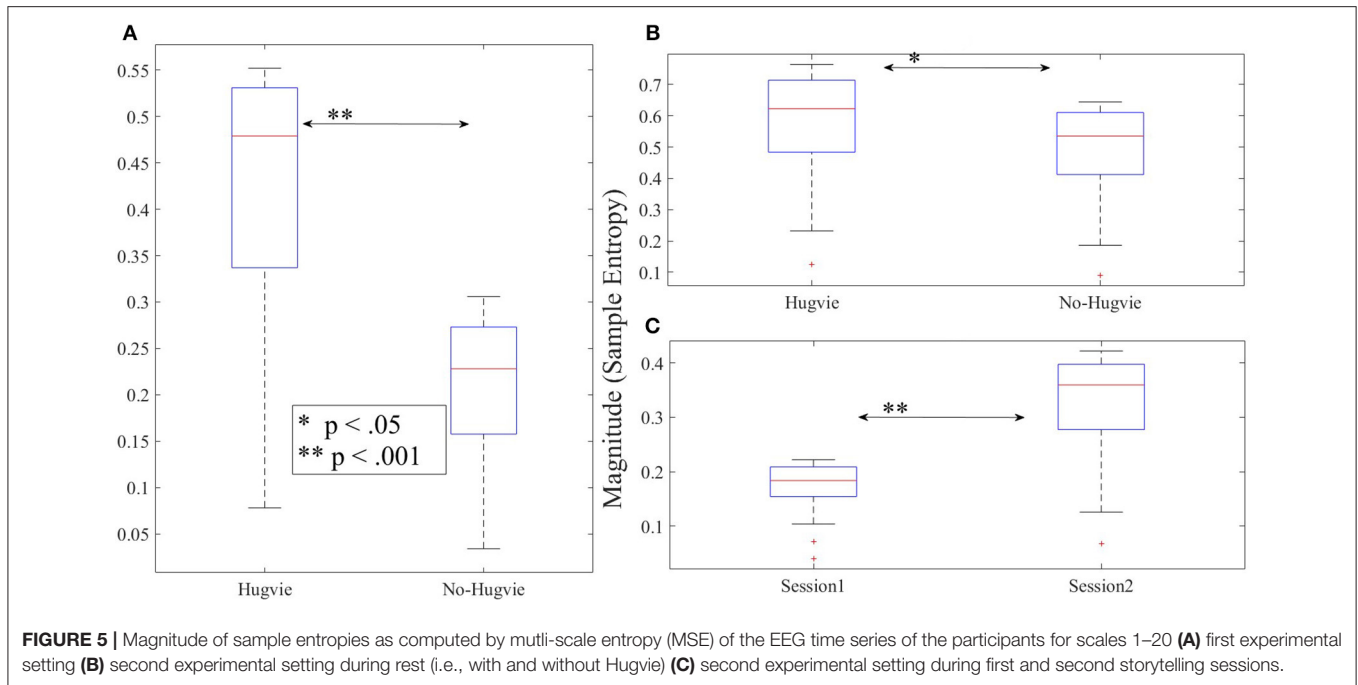 A
0.55
0.5
0.45
0.4
0.35
0.3
0.25
0.2
0.15
0.1
0.05
**
* p < .05
** p < .001
Hugvie No-Hugvie
Magnitude (Sample Entropy)
B
0.7
0.6
0.5
0.4
0.3
0.2
0.1
*
Hugvie No-Hugvie
C
0.4
0.3
0.2
0.1
**
Session1 Session2
FIGURE 5 | Magnitude of sample entropies as computed by mutli-scale entropy (MSE) of the EEG time series of the participants for scales 1–20 (A) first experimental
setting (B) second experimental setting during rest (i.e., with and without Hugvie) (C) second experimental setting during first and second storytelling sessions.